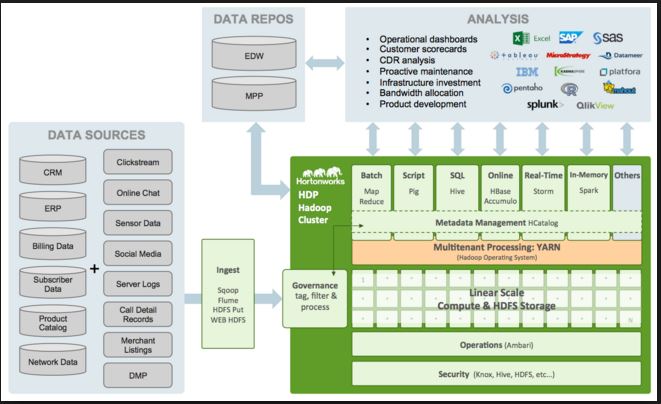 DATA REPOS
EDW
MPP
ANALYSIS
Operational dashboards
Customer scorecards
CDR analysis
Proactive maintenance
Infrastructure investment
Bandwidth allocation
Product development
Excel
SAP
sas
tableau
MicroStrategy
Datameer
IBM
KARMASPHERE
platfora
pentaho
R
mahout
splunk>
QlikView
DATA SOURCES
CRM
ERP
Billing Data
Subscriber
Data
Product
Catalog
Network Data
+
Clickstream
Online Chat
Sensor Data
Social Media
Server Logs
Call Detail
Records
Merchant
Listings
DMP
Ingest
Sqoop
Flume
HDFS Put
WEB HDFS
Hortonworks
HDP
Hadoop
Cluster
Governance
tag, filter &
process
Batch
Map
Reduce
Script
Pig
SQL
Hive
Online
HBase
Accumulo
Real-Time
Storm
In-Memory
Spark
Others
Metadata Management HCatalog
Multitenant Processing: YARN
(Hadoop Operating System)
1
Linear Scale
Compute & HDFS Storage
N
Operations (Ambari)
Security (Knox, Hive, HDFS, etc...)